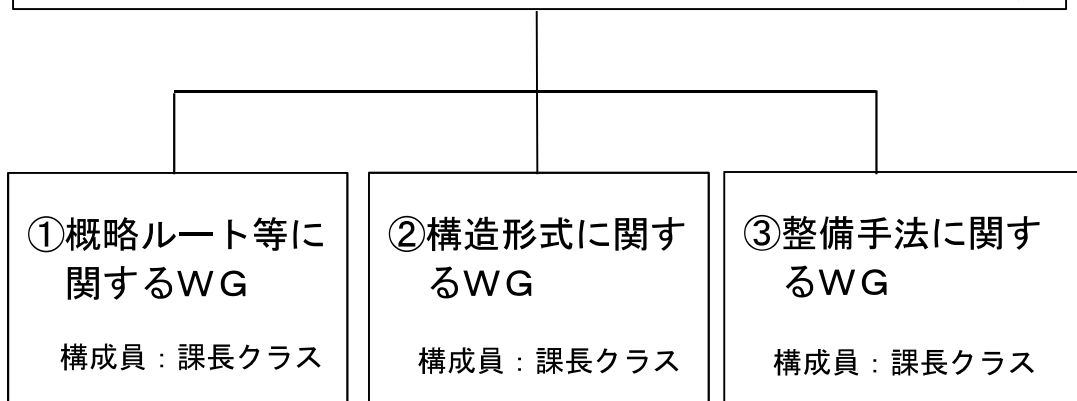 ①概略ルート等に
関するＷＧ
構成員：課長クラス
②構造形式に関す
るＷＧ
構成員：課長クラス
③整備手法に関す
るＷＧ
構成員：課長クラス